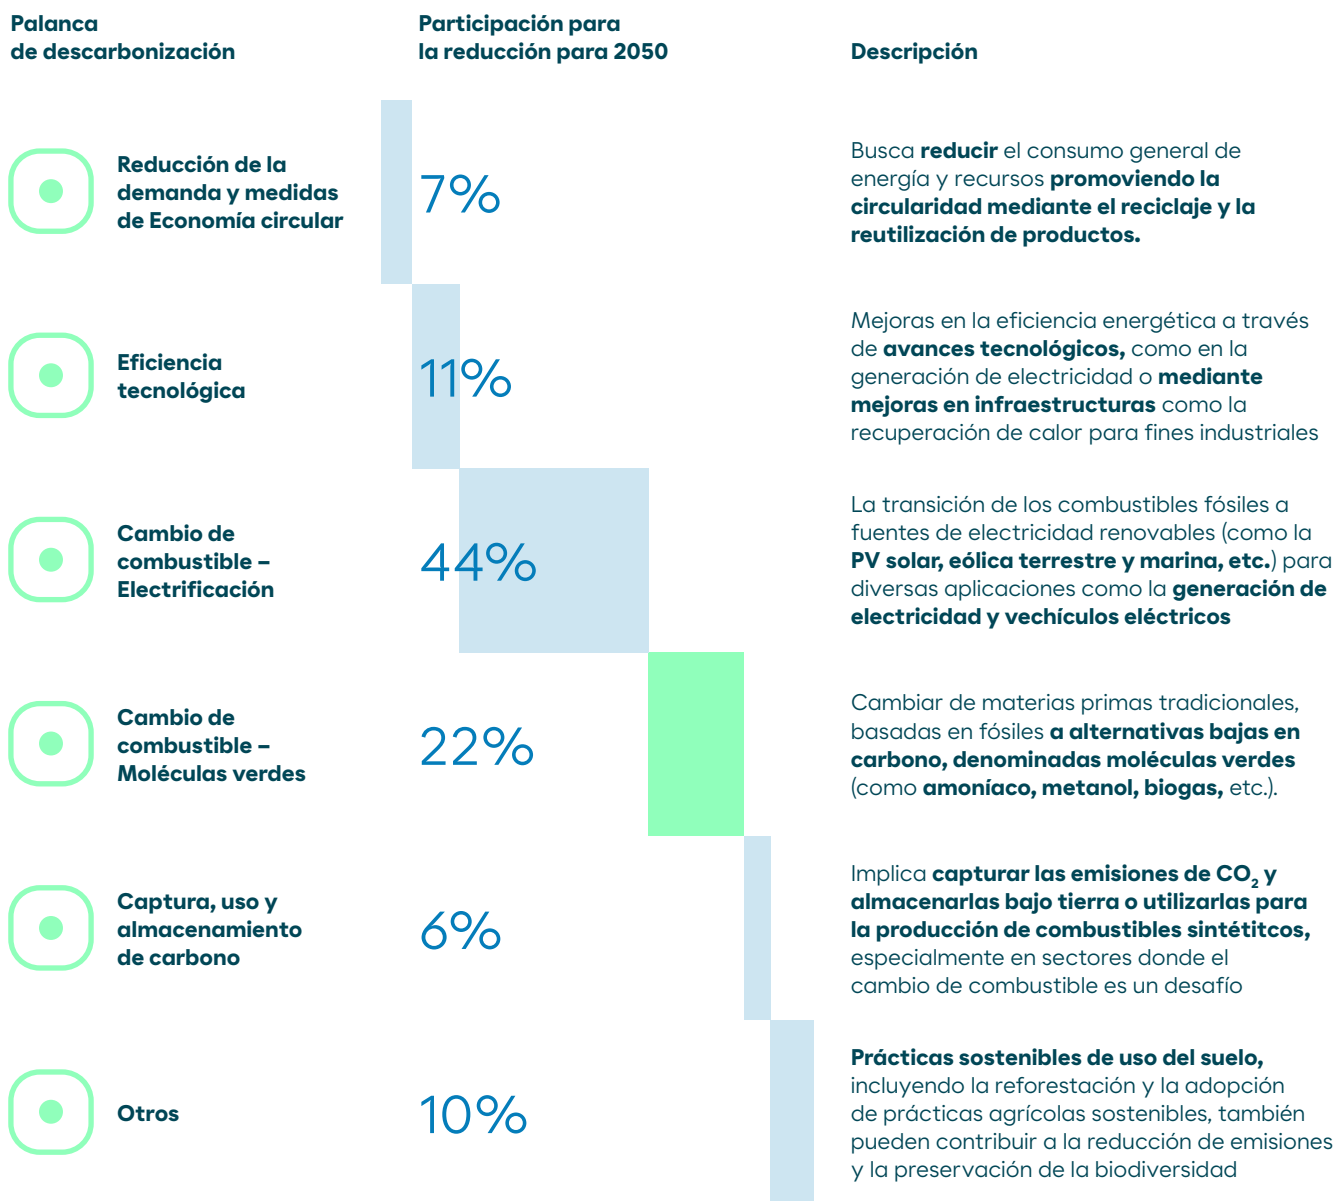 Palanca
de descarbonización
Participación para
la reducción para 2050
Descripción
Reducción de la
demanda y medidas
de Economía circular
7%
Busca reducir el consumo general de
energía y recursos promoviendo la
circularidad mediante el reciclaje y la
reutilización de productos.
Eficiencia
tecnológica
11%
Mejoras en la eficiencia energética a través
de avances tecnológicos, como en la
generación de electricidad o mediante
mejoras en infraestructuras como la
recuperación de calor para fines industriales
Cambio de
combustible –
Electrificación
44%
La transición de los combustibles fósiles a
fuentes de electricidad renovables (como la
PV solar, eólica terrestre y marina, etc.) para
diversas aplicaciones como la generación de
electricidad y vechículos eléctricos
Cambio de
combustible –
Moléculas verdes
22%
Cambiar de materias primas tradicionales,
basadas en fósiles a alternativas bajas en
carbono, denominadas moléculas verdes
(como amoníaco, metanol, biogas, etc.).
Captura, uso y
almacenamiento
de carbono
6%
Implica capturar las emisiones de CO₂ y
almacenarlas bajo tierra o utilizarlas para
la producción de combustibles sintétitcos,
especialmente en sectores donde el
cambio de combustible es un desafío
Otros
10%
Prácticas sostenibles de uso del suelo,
incluyendo la reforestación y la adopción
de prácticas agrícolas sostenibles, también
pueden contribuir a la reducción de emisiones
y la preservación de la biodiversidad